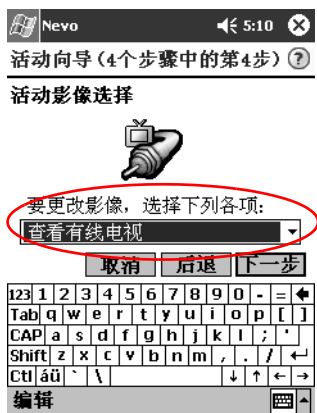 Nevo 5:10
活动向导(4个步骤中的第4步) ?
活动影像选择
要更改影像，选择下列各项:
查看有线电视
取消 后退 下一步
123 1 2 3 4 5 6 7 8 9 0 - =
Tab q w e r t y u i o p [ ]
CAP a s d f g h j k l ; '
Shift z x c v b n m , . / ↵
Ctl áü ` \ ↓ ↑ ← →
编辑